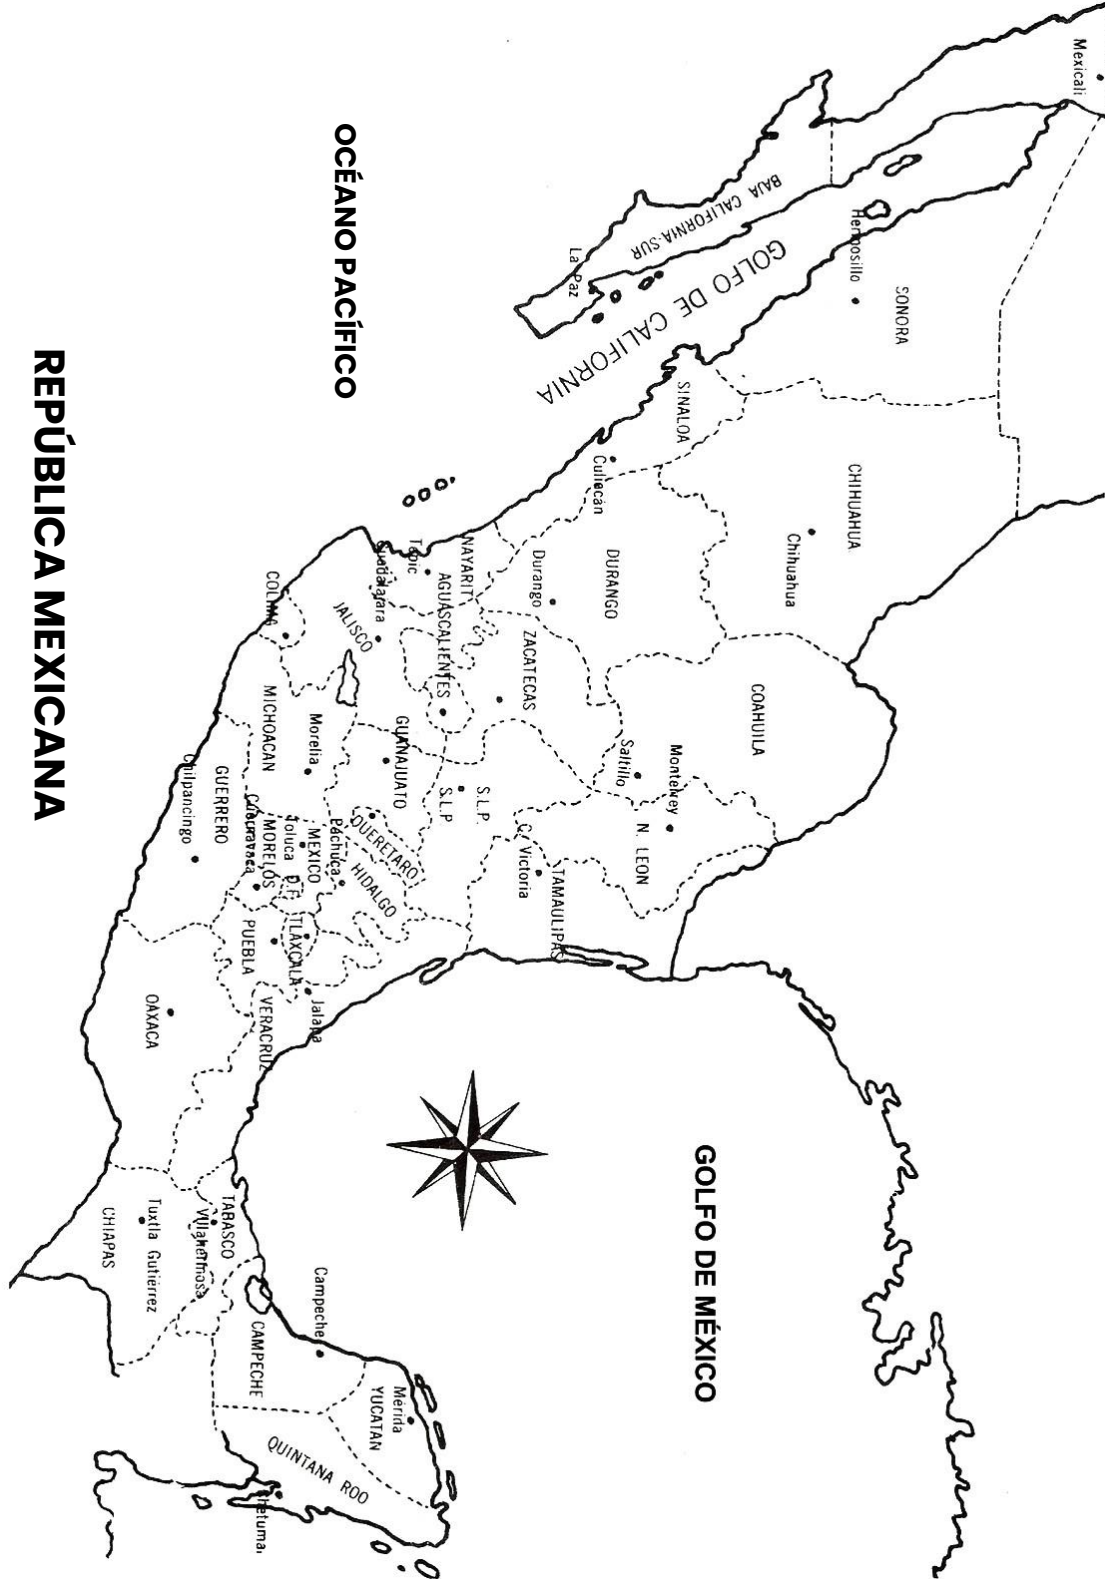 Mexicali
BAJA CALIFORNIA-SUR
GOLFO DE CALIFORNIA
Hermosillo
SONORA
La Paz
OCÉANO PACÍFICO
SINALOA
Culiacán
CHIHUAHUA
Chihuahua
DURANGO
Durango
NAYARIT
Tepic
COAHUILA
Saltillo
Monterrey
N. LEON
ZACATECAS
AGUASCALIENTES
Guadalajara
JALISCO
COLIMA
S.L.P.
S.L.P.
C. Victoria
TAMAULIPAS
GUANAJUATO
QUERETARO
HIDALGO
Pachuca
MICHOACAN
Morelia
MEXICO
Toluca
D.F.
MORELOS
Cuernavaca
GUERRERO
Chilpancingo
TLAXCALA
PUEBLA
Jalapa
VERACRUZ
OAXACA
GOLFO DE MÉXICO
TABASCO
Tuxtla Gutiérrez
CHIAPAS
Campeche
CAMPECHE
Mérida
YUCATAN
QUINTANA ROO
REPÚBLICA MEXICANA